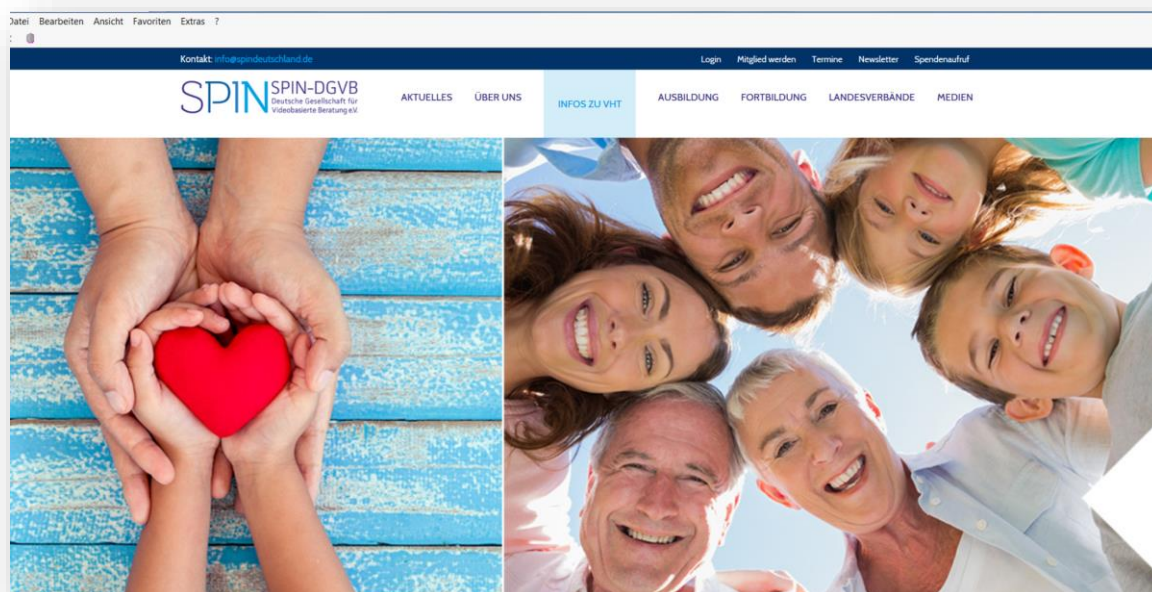 Datei Bearbeiten Ansicht Favoriten Extras ?
Kontakt: info@spindeutschland.de Login Mitglied werden Termine Newsletter Spendenaufruf
SPIN SPIN-DGVB
Deutsche Gesellschaft für
Videobasierte Beratung e.V.
AKTUELLES ÜBER UNS INFOS ZU VHT AUSBILDUNG FORTBILDUNG LANDESVERBÄNDE MEDIEN